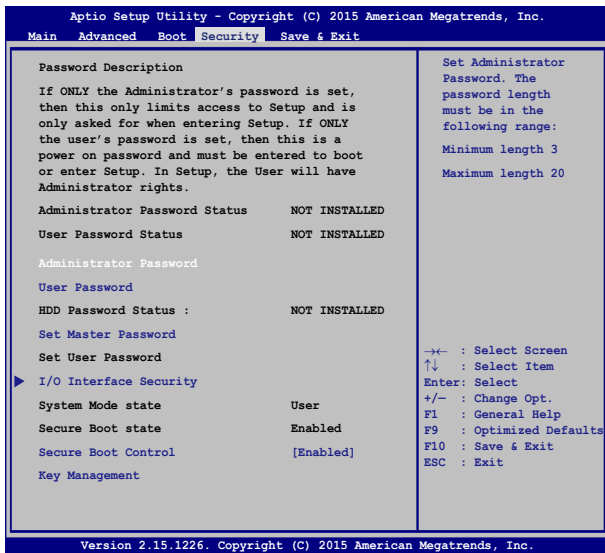 Aptio Setup Utility - Copyright (C) 2015 American Megatrends, Inc.
Main Advanced Boot Security Save & Exit
Password Description
If ONLY the Administrator's password is set,
then this only limits access to Setup and is
only asked for when entering Setup. If ONLY
the user's password is set, then this is a
power on password and must be entered to boot
or enter Setup. In Setup, the User will have
Administrator rights.
Administrator Password Status NOT INSTALLED
User Password Status NOT INSTALLED
Administrator Password
User Password
HDD Password Status : NOT INSTALLED
Set Master Password
Set User Password
I/O Interface Security
System Mode state User
Secure Boot state Enabled
Secure Boot Control [Enabled]
Key Management
Set Administrator
Password. The
password length
must be in the
following range:
Minimum length 3
Maximum length 20
→← : Select Screen
↑↓ : Select Item
Enter: Select
+/— : Change Opt.
F1 : General Help
F9 : Optimized Defaults
F10 : Save & Exit
ESC : Exit
Version 2.15.1226. Copyright (C) 2015 American Megatrends, Inc.